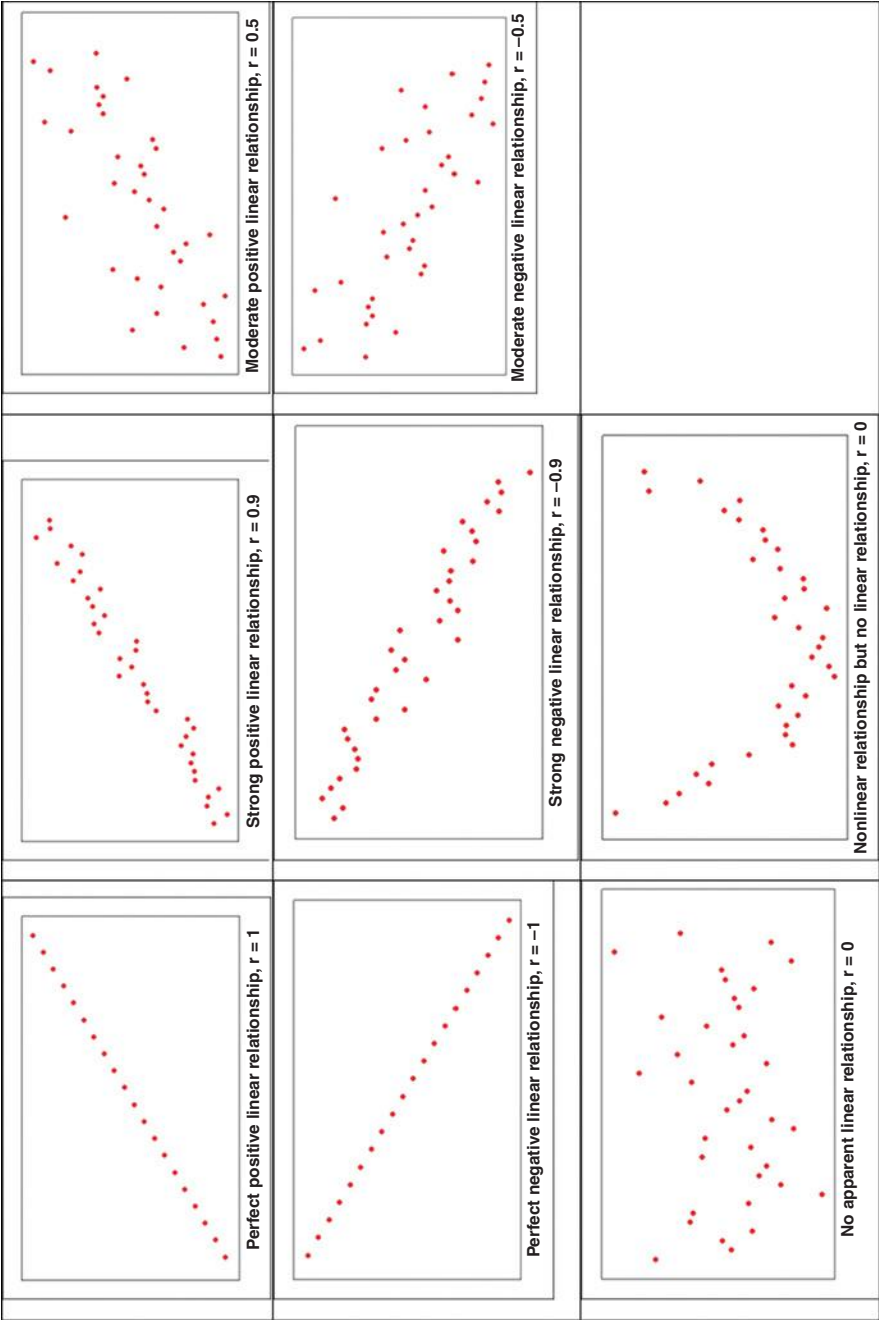 Perfect positive linear relationship, r = 1
Strong positive linear relationship, r = 0.9
Moderate positive linear relationship, r = 0.5
Perfect negative linear relationship, r = −1
Strong negative linear relationship, r = −0.9
Moderate negative linear relationship, r = −0.5
No apparent linear relationship, r = 0
Nonlinear relationship but no linear relationship, r = 0